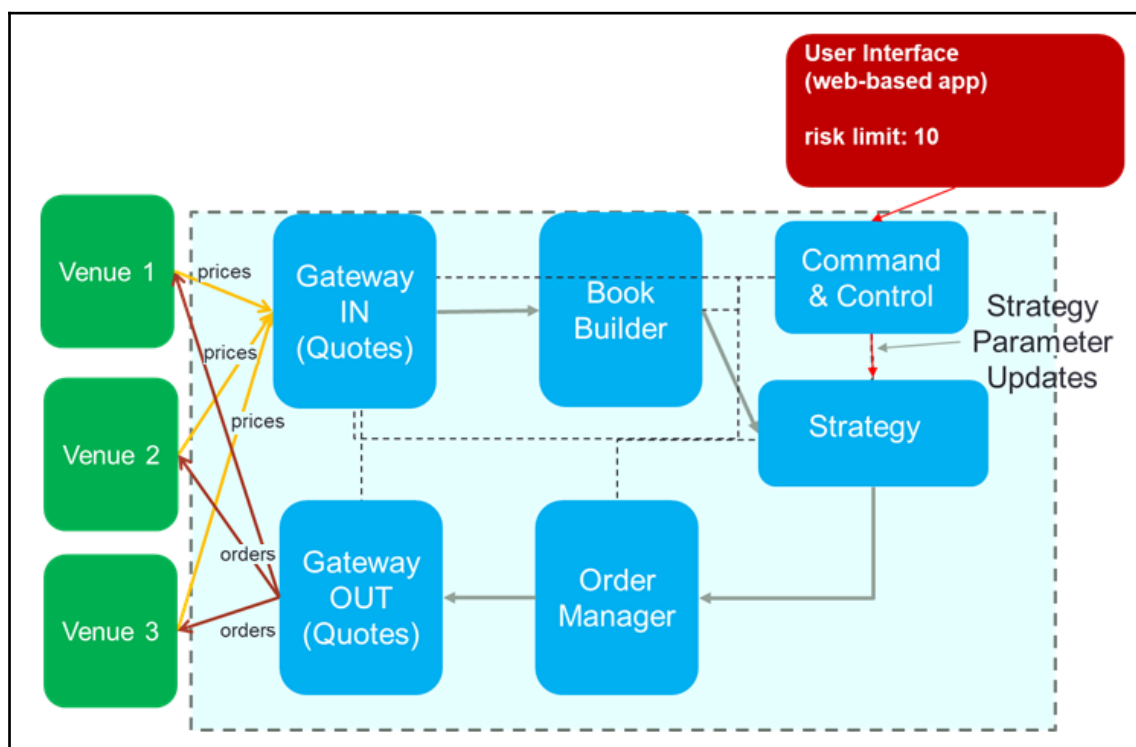 User Interface
(web-based app)
risk limit: 10
Venue 1
prices
Gateway
IN
(Quotes)
Book
Builder
Command
& Control
Strategy
Parameter
Updates
prices
prices
Venue 2
Strategy
orders
Gateway
OUT
(Quotes)
Order
Manager
Venue 3
orders